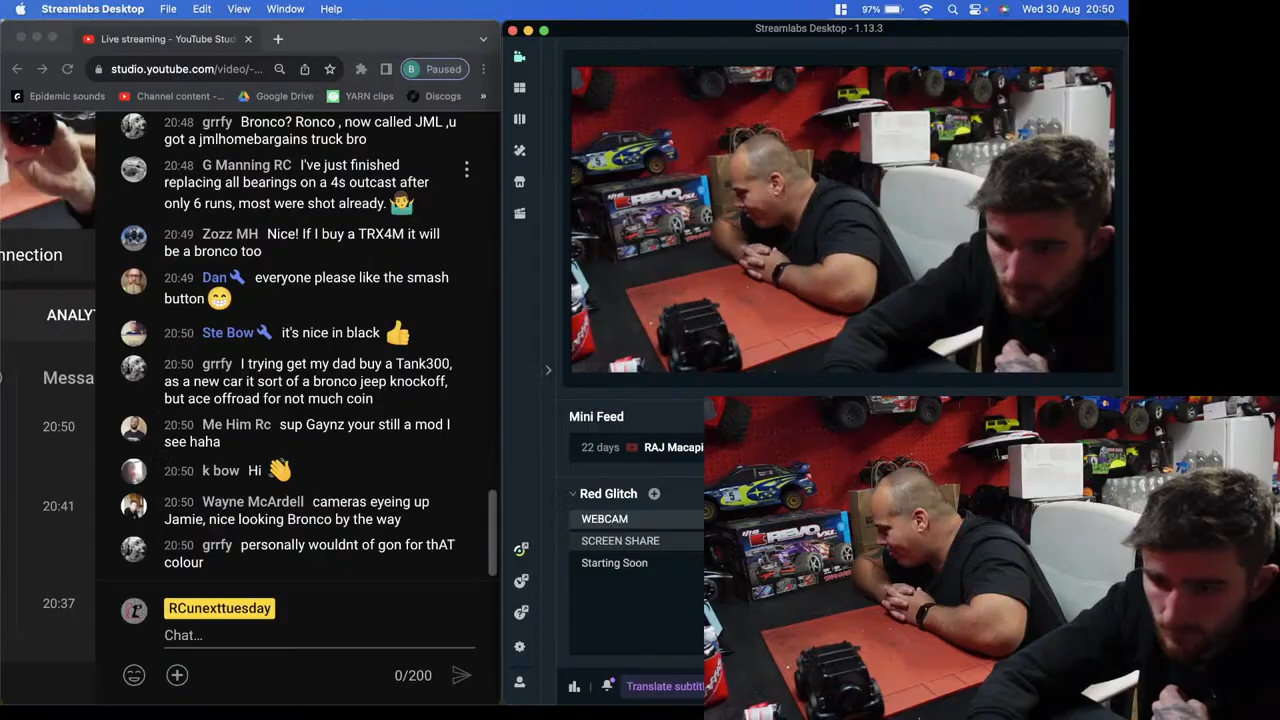 Streamlabs Desktop File Edit View Window Help
97% Wed 30 Aug 20:50
Live streaming - YouTube Stud
studio.youtube.com/video/-...
Paused
Epidemic sounds Channel content -... Google Drive YARN clips Discogs »
20:48 grrfy Bronco? Ronco , now called JML ,u
got a jmlhomebargains truck bro
20:48 G Manning RC I've just finished
replacing all bearings on a 4s outcast after
only 6 runs, most were shot already.
20:49 Zozz MH Nice! If I buy a TRX4M it will
be a bronco too
20:49 Dan everyone please like the smash
button
20:50 Ste Bow it's nice in black
20:50 grrfy I trying get my dad buy a Tank300,
as a new car it sort of a bronco jeep knockoff,
but ace offroad for not much coin
20:50 Me Him Rc sup Gaynz your still a mod I
see haha
20:50 k bow Hi
20:50 Wayne McArdell cameras eyeing up
Jamie, nice looking Bronco by the way
20:50 grrfy personally wouldnt of gon for thAT
colour
RCunexttuesday
Chat...
0/200
nnection
ANALY
Messa
20:50
20:41
20:37
Streamlabs Desktop - 1.13.3
5
REVO
Mini Feed
22 days RAJ Macapi
Red Glitch
WEBCAM
SCREEN SHARE
Starting Soon
Translate subtit
5
REVO